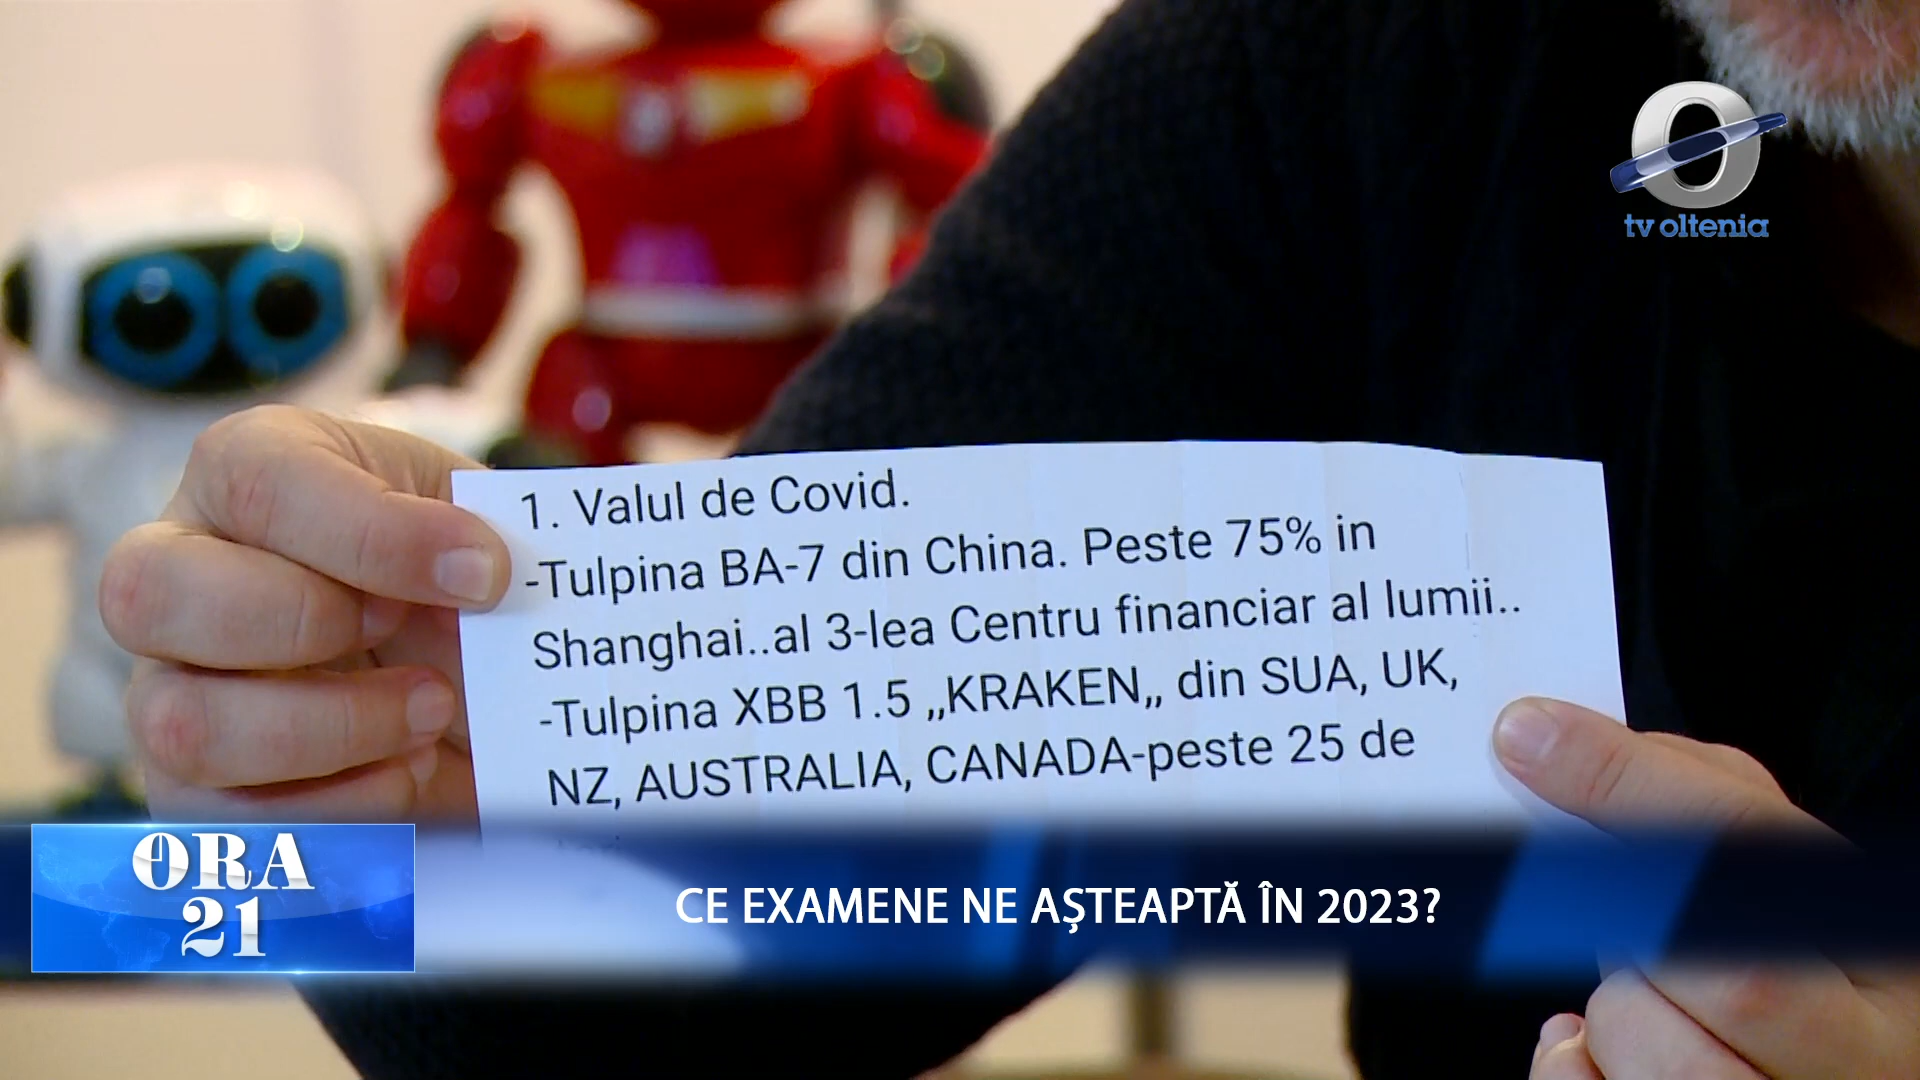 tv oltenia
1. Valul de Covid.
-Tulpina BA-7 din China. Peste 75% in
Shanghai..al 3-lea Centru financiar al lumii..
-Tulpina XBB 1.5 ,,KRAKEN,, din SUA, UK,
NZ, AUSTRALIA, CANADA-peste 25 de
ORA
21
CE EXAMENE NE AȘTEAPTĂ ÎN 2023?